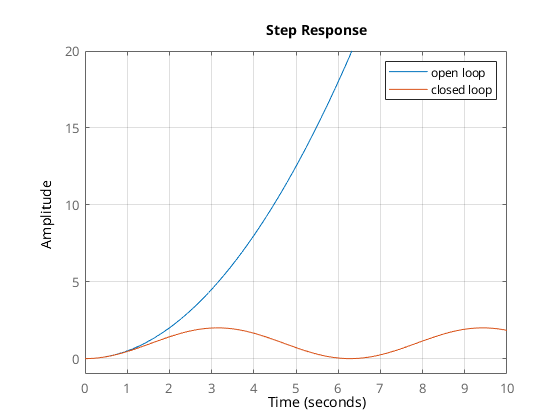 Step Response
open loop
closed loop
Amplitude
20
15
10
5
0
0 1 2 3 4 5 6 7 8 9 10
Time (seconds)